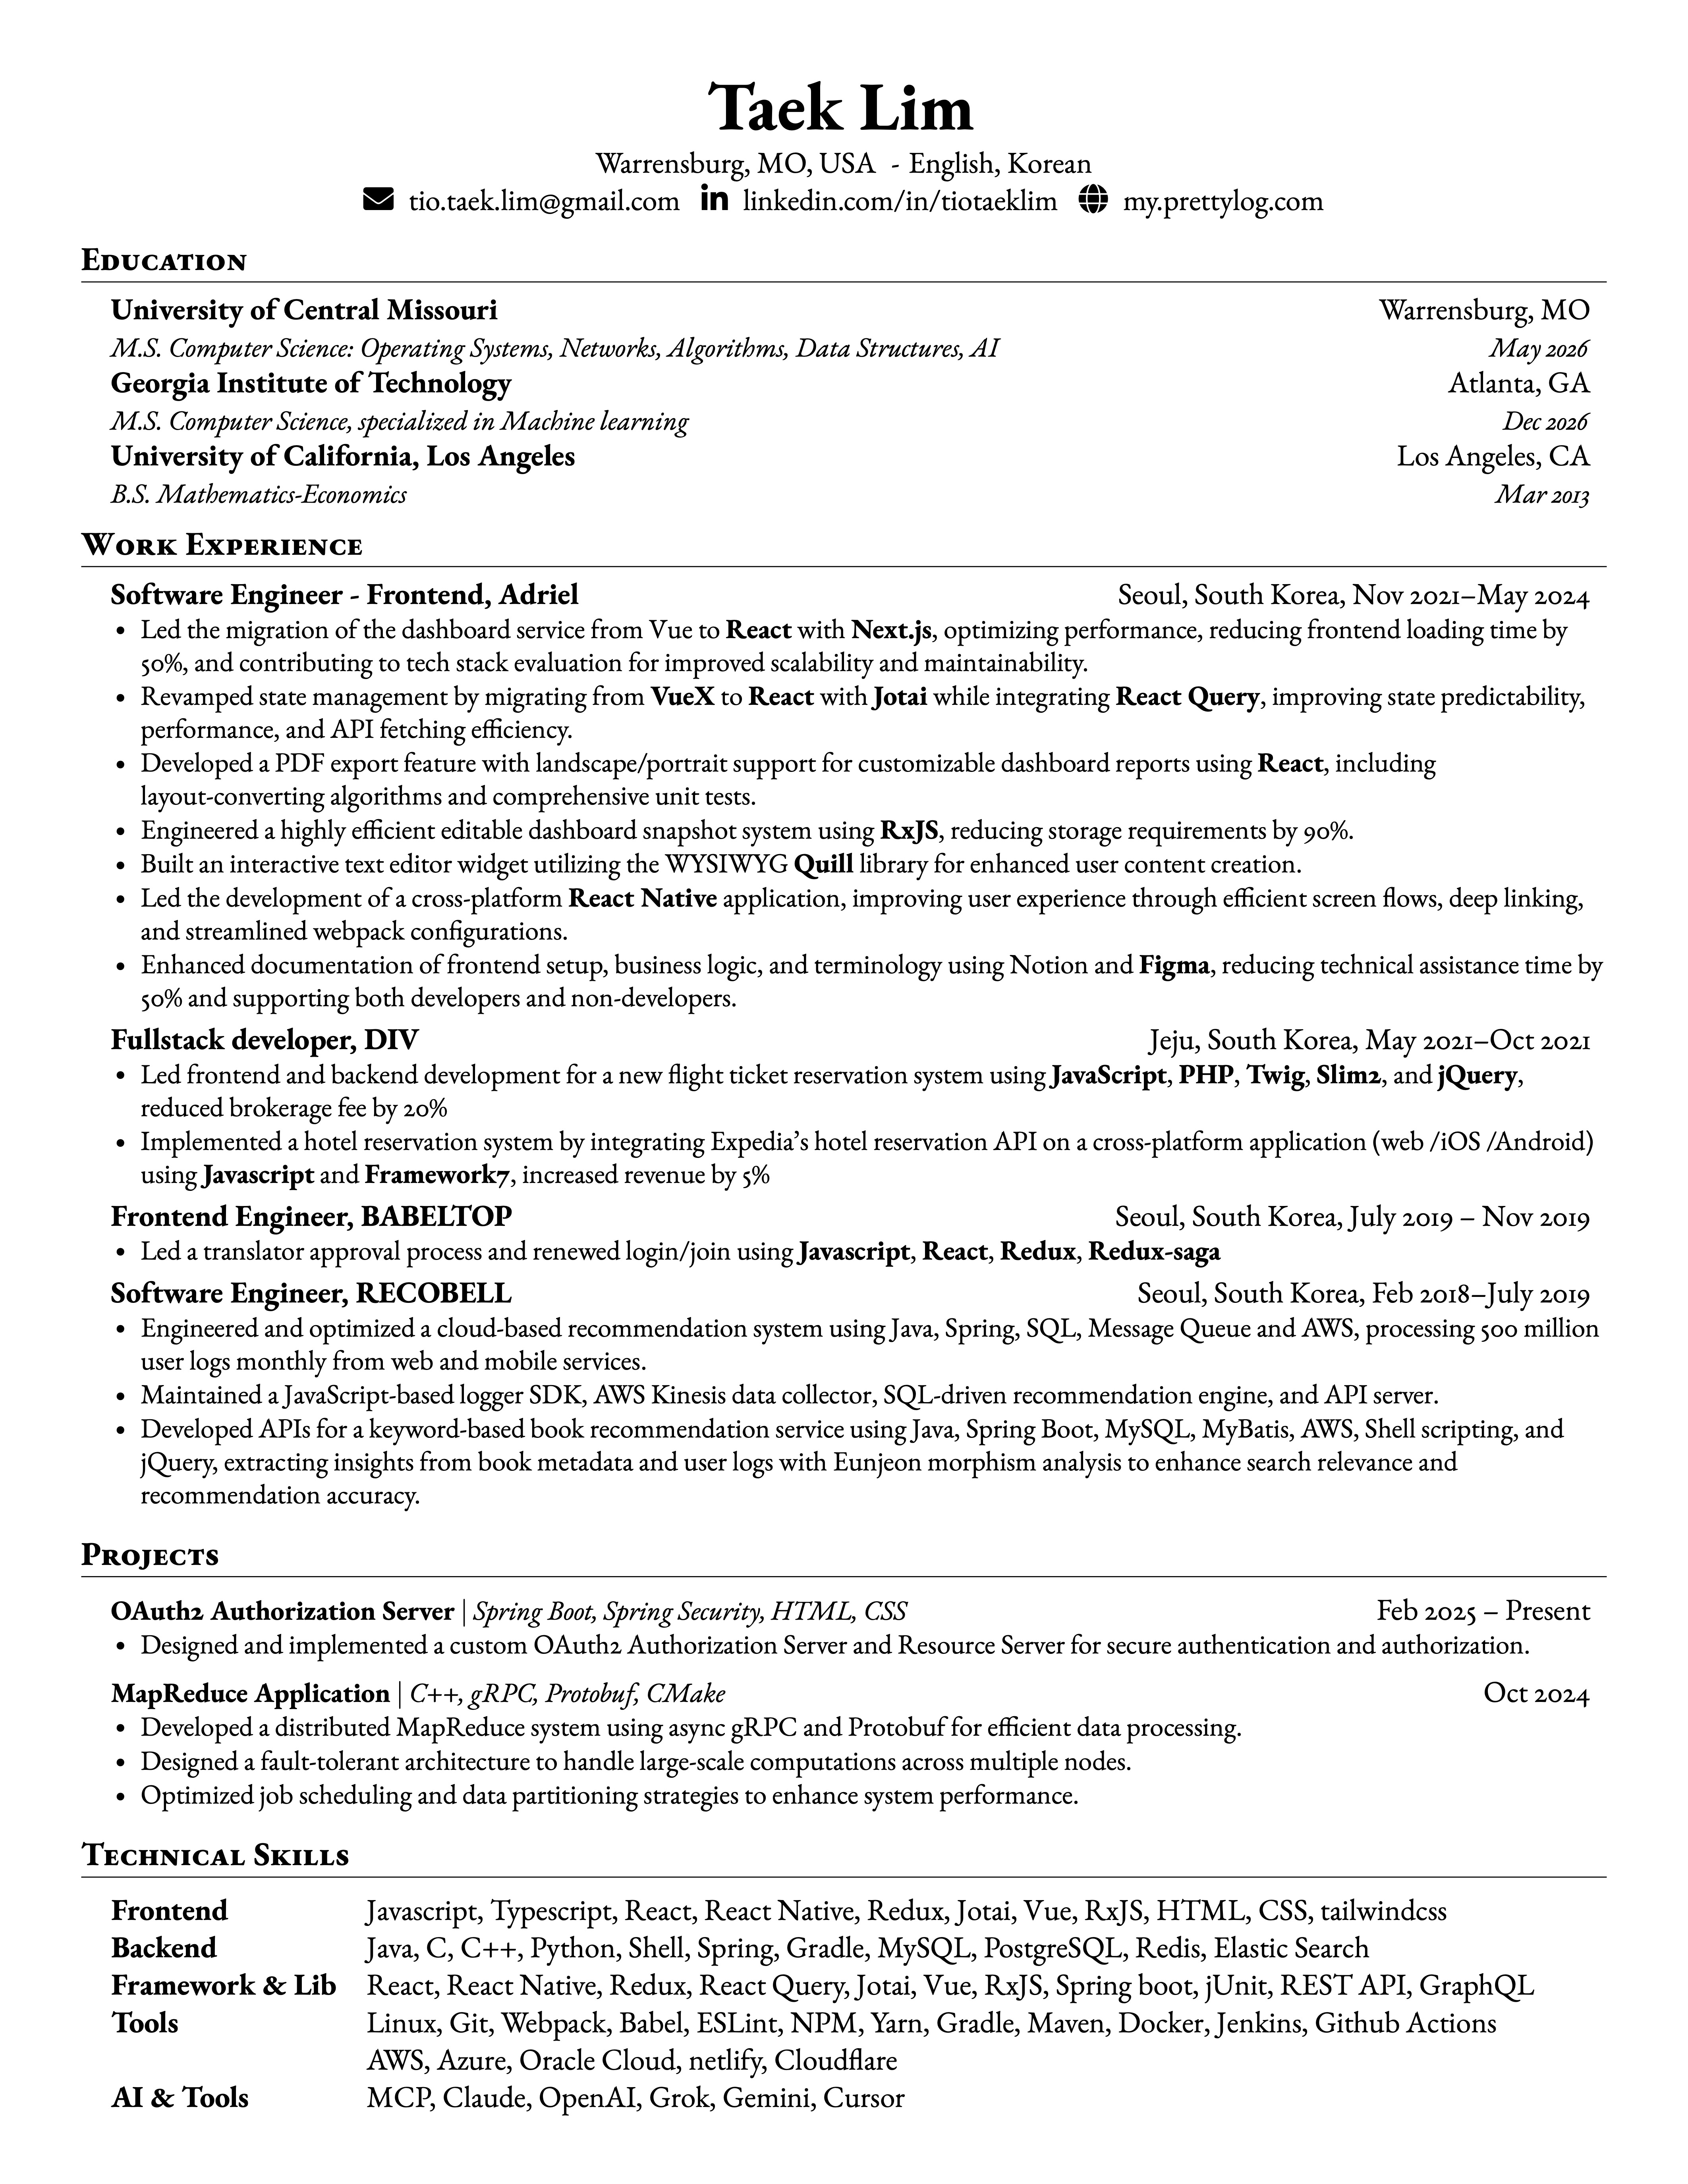 Taek Lim
Warrensburg, MO, USA - English, Korean
tio.taek.lim@gmail.com linkedin.com/in/tiotaeklim my.prettylog.com
Education
University of Central Missouri Warrensburg, MO
M.S. Computer Science: Operating Systems, Networks, Algorithms, Data Structures, AI May 2026
Georgia Institute of Technology Atlanta, GA
M.S. Computer Science, specialized in Machine learning Dec 2026
University of California, Los Angeles Los Angeles, CA
B.S. Mathematics-Economics Mar 2013
Work Experience
Software Engineer - Frontend, Adriel Seoul, South Korea, Nov 2021–May 2024
• Led the migration of the dashboard service from Vue to React with Next.js, optimizing performance, reducing frontend loading time by
50%, and contributing to tech stack evaluation for improved scalability and maintainability.
• Revamped state management by migrating from VueX to React with Jotai while integrating React Query, improving state predictability,
performance, and API fetching efficiency.
• Developed a PDF export feature with landscape/portrait support for customizable dashboard reports using React, including
layout-converting algorithms and comprehensive unit tests.
• Engineered a highly efficient editable dashboard snapshot system using RxJS, reducing storage requirements by 90%.
• Built an interactive text editor widget utilizing the WYSIWYG Quill library for enhanced user content creation.
• Led the development of a cross-platform React Native application, improving user experience through efficient screen flows, deep linking,
and streamlined webpack configurations.
• Enhanced documentation of frontend setup, business logic, and terminology using Notion and Figma, reducing technical assistance time by
50% and supporting both developers and non-developers.
Fullstack developer, DIV Jeju, South Korea, May 2021–Oct 2021
• Led frontend and backend development for a new flight ticket reservation system using JavaScript, PHP, Twig, Slim2, and jQuery,
reduced brokerage fee by 20%
• Implemented a hotel reservation system by integrating Expedia’s hotel reservation API on a cross-platform application (web /iOS /Android)
using Javascript and Framework7, increased revenue by 5%
Frontend Engineer, BABELTOP Seoul, South Korea, July 2019 – Nov 2019
• Led a translator approval process and renewed login/join using Javascript, React, Redux, Redux-saga
Software Engineer, RECOBELL Seoul, South Korea, Feb 2018–July 2019
• Engineered and optimized a cloud-based recommendation system using Java, Spring, SQL, Message Queue and AWS, processing 500 million
user logs monthly from web and mobile services.
• Maintained a JavaScript-based logger SDK, AWS Kinesis data collector, SQL-driven recommendation engine, and API server.
• Developed APIs for a keyword-based book recommendation service using Java, Spring Boot, MySQL, MyBatis, AWS, Shell scripting, and
jQuery, extracting insights from book metadata and user logs with Eunjeon morphism analysis to enhance search relevance and
recommendation accuracy.
Projects
OAuth2 Authorization Server | Spring Boot, Spring Security, HTML, CSS Feb 2025 – Present
• Designed and implemented a custom OAuth2 Authorization Server and Resource Server for secure authentication and authorization.
MapReduce Application | C++, gRPC, Protobuf, CMake Oct 2024
• Developed a distributed MapReduce system using async gRPC and Protobuf for efficient data processing.
• Designed a fault-tolerant architecture to handle large-scale computations across multiple nodes.
• Optimized job scheduling and data partitioning strategies to enhance system performance.
Technical Skills
Frontend Javascript, Typescript, React, React Native, Redux, Jotai, Vue, RxJS, HTML, CSS, tailwindcss
Backend Java, C, C++, Python, Shell, Spring, Gradle, MySQL, PostgreSQL, Redis, Elastic Search
Framework & Lib React, React Native, Redux, React Query, Jotai, Vue, RxJS, Spring boot, jUnit, REST API, GraphQL
Tools Linux, Git, Webpack, Babel, ESLint, NPM, Yarn, Gradle, Maven, Docker, Jenkins, Github Actions
AWS, Azure, Oracle Cloud, netlify, Cloudflare
AI & Tools MCP, Claude, OpenAI, Grok, Gemini, Cursor